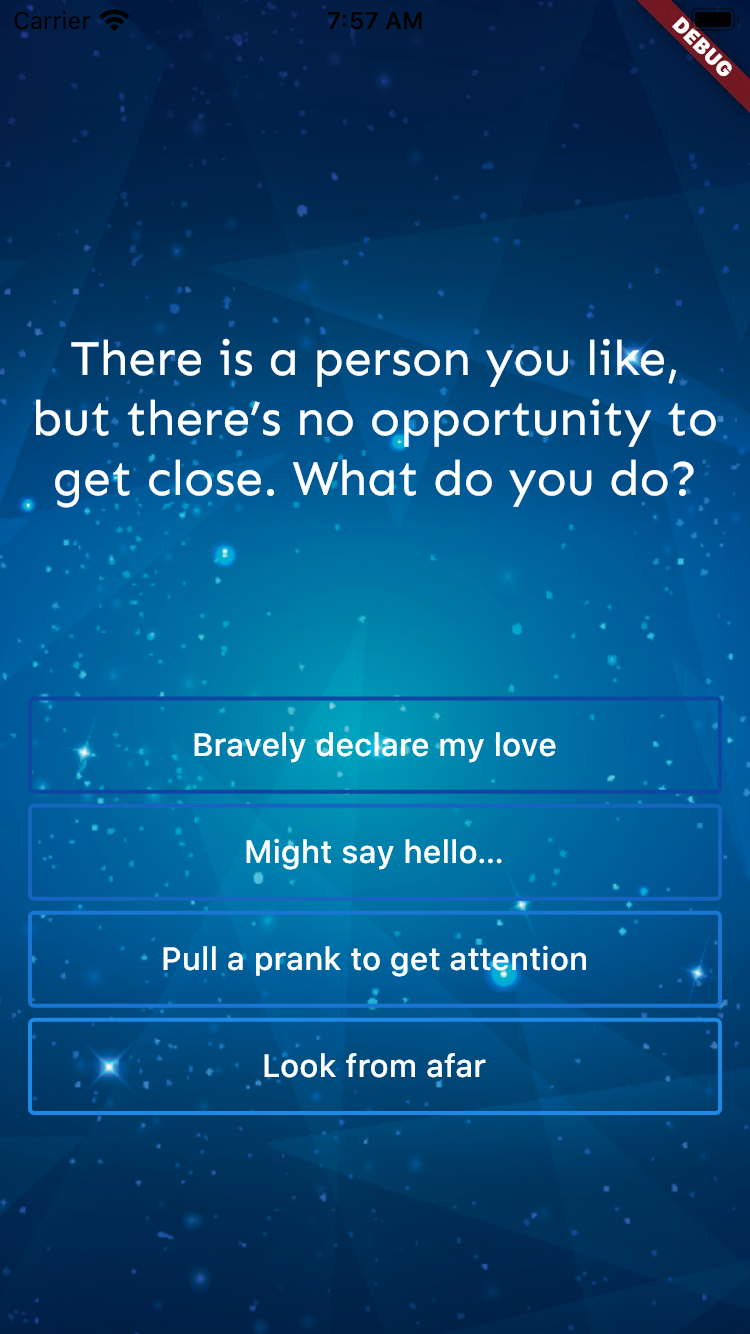 Carrier 7:57 AM
DEBUG
There is a person you like,
but there’s no opportunity to
get close. What do you do?
Bravely declare my love
Might say hello...
Pull a prank to get attention
Look from afar